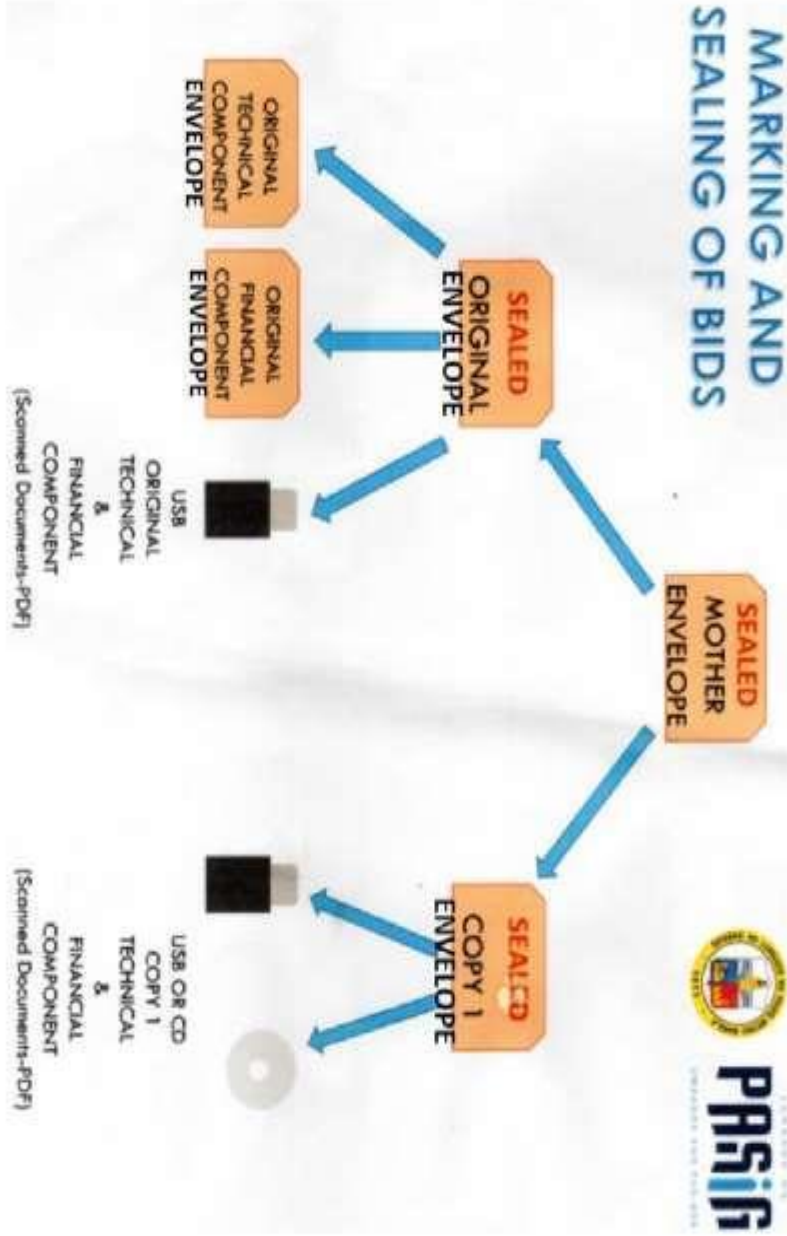 MARKING AND
SEALING OF BIDS
PASIG
SEALED
MOTHER
ENVELOPE
SEALED
ORIGINAL
ENVELOPE
SEALED
COPY 1
ENVELOPE
ORIGINAL
TECHNICAL
COMPONENT
ENVELOPE
ORIGINAL
FINANCIAL
COMPONENT
ENVELOPE
USB
ORIGINAL
TECHNICAL
&
FINANCIAL
COMPONENT
(Scanned Documents-PDF)
USB OR CD
COPY 1
TECHNICAL
&
FINANCIAL
COMPONENT
(Scanned Documents-PDF)